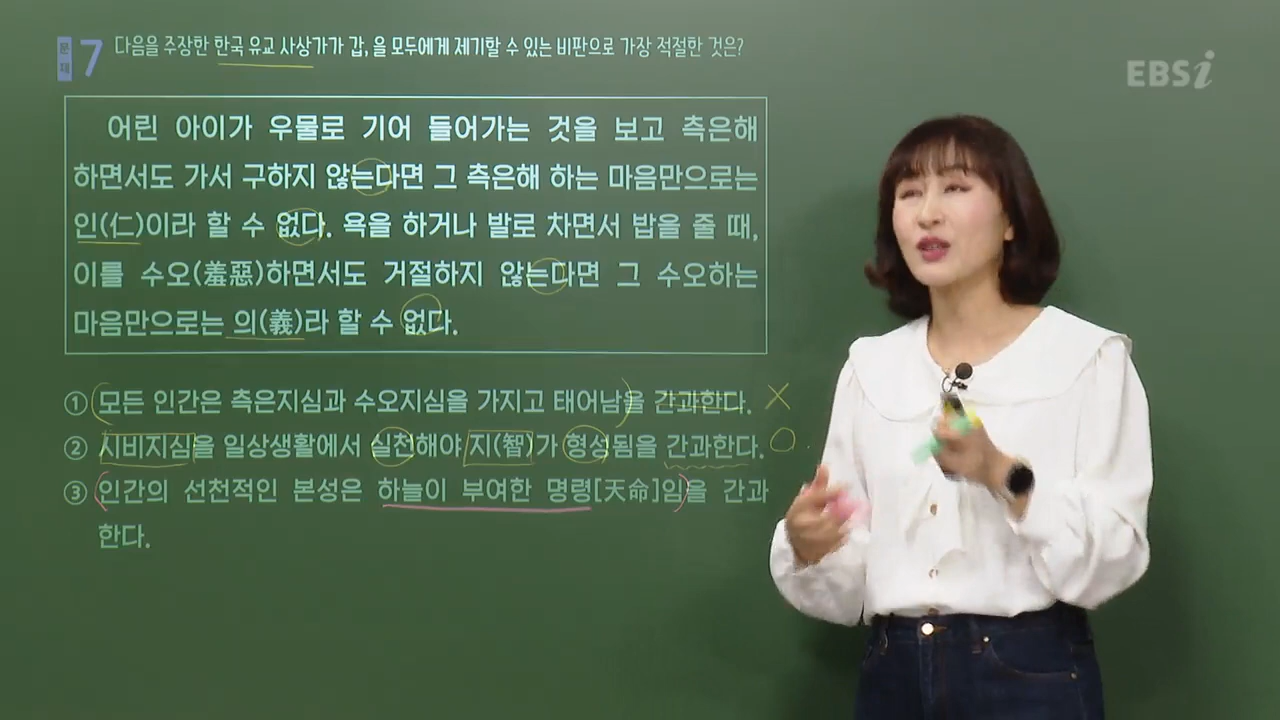 문제 7 다음을 주장한 한국 유교 사상가가 갑, 을 모두에게 제기할 수 있는 비판으로 가장 적절한 것은?
EBSi
어린 아이가 우물로 기어 들어가는 것을 보고 측은해
하면서도 가서 구하지 않는다면 그 측은해 하는 마음만으로는
인(仁)이라 할 수 없다. 욕을 하거나 발로 차면서 밥을 줄 때,
이를 수오(羞惡)하면서도 거절하지 않는다면 그 수오하는
마음만으로는 의(義)라 할 수 없다.
① 모든 인간은 측은지심과 수오지심을 가지고 태어남을 간과한다. X
② 시비지심을 일상생활에서 실천해야 지(智)가 형성됨을 간과한다. O
③ 인간의 선천적인 본성은 하늘이 부여한 명령[天命]임을 간과
한다.